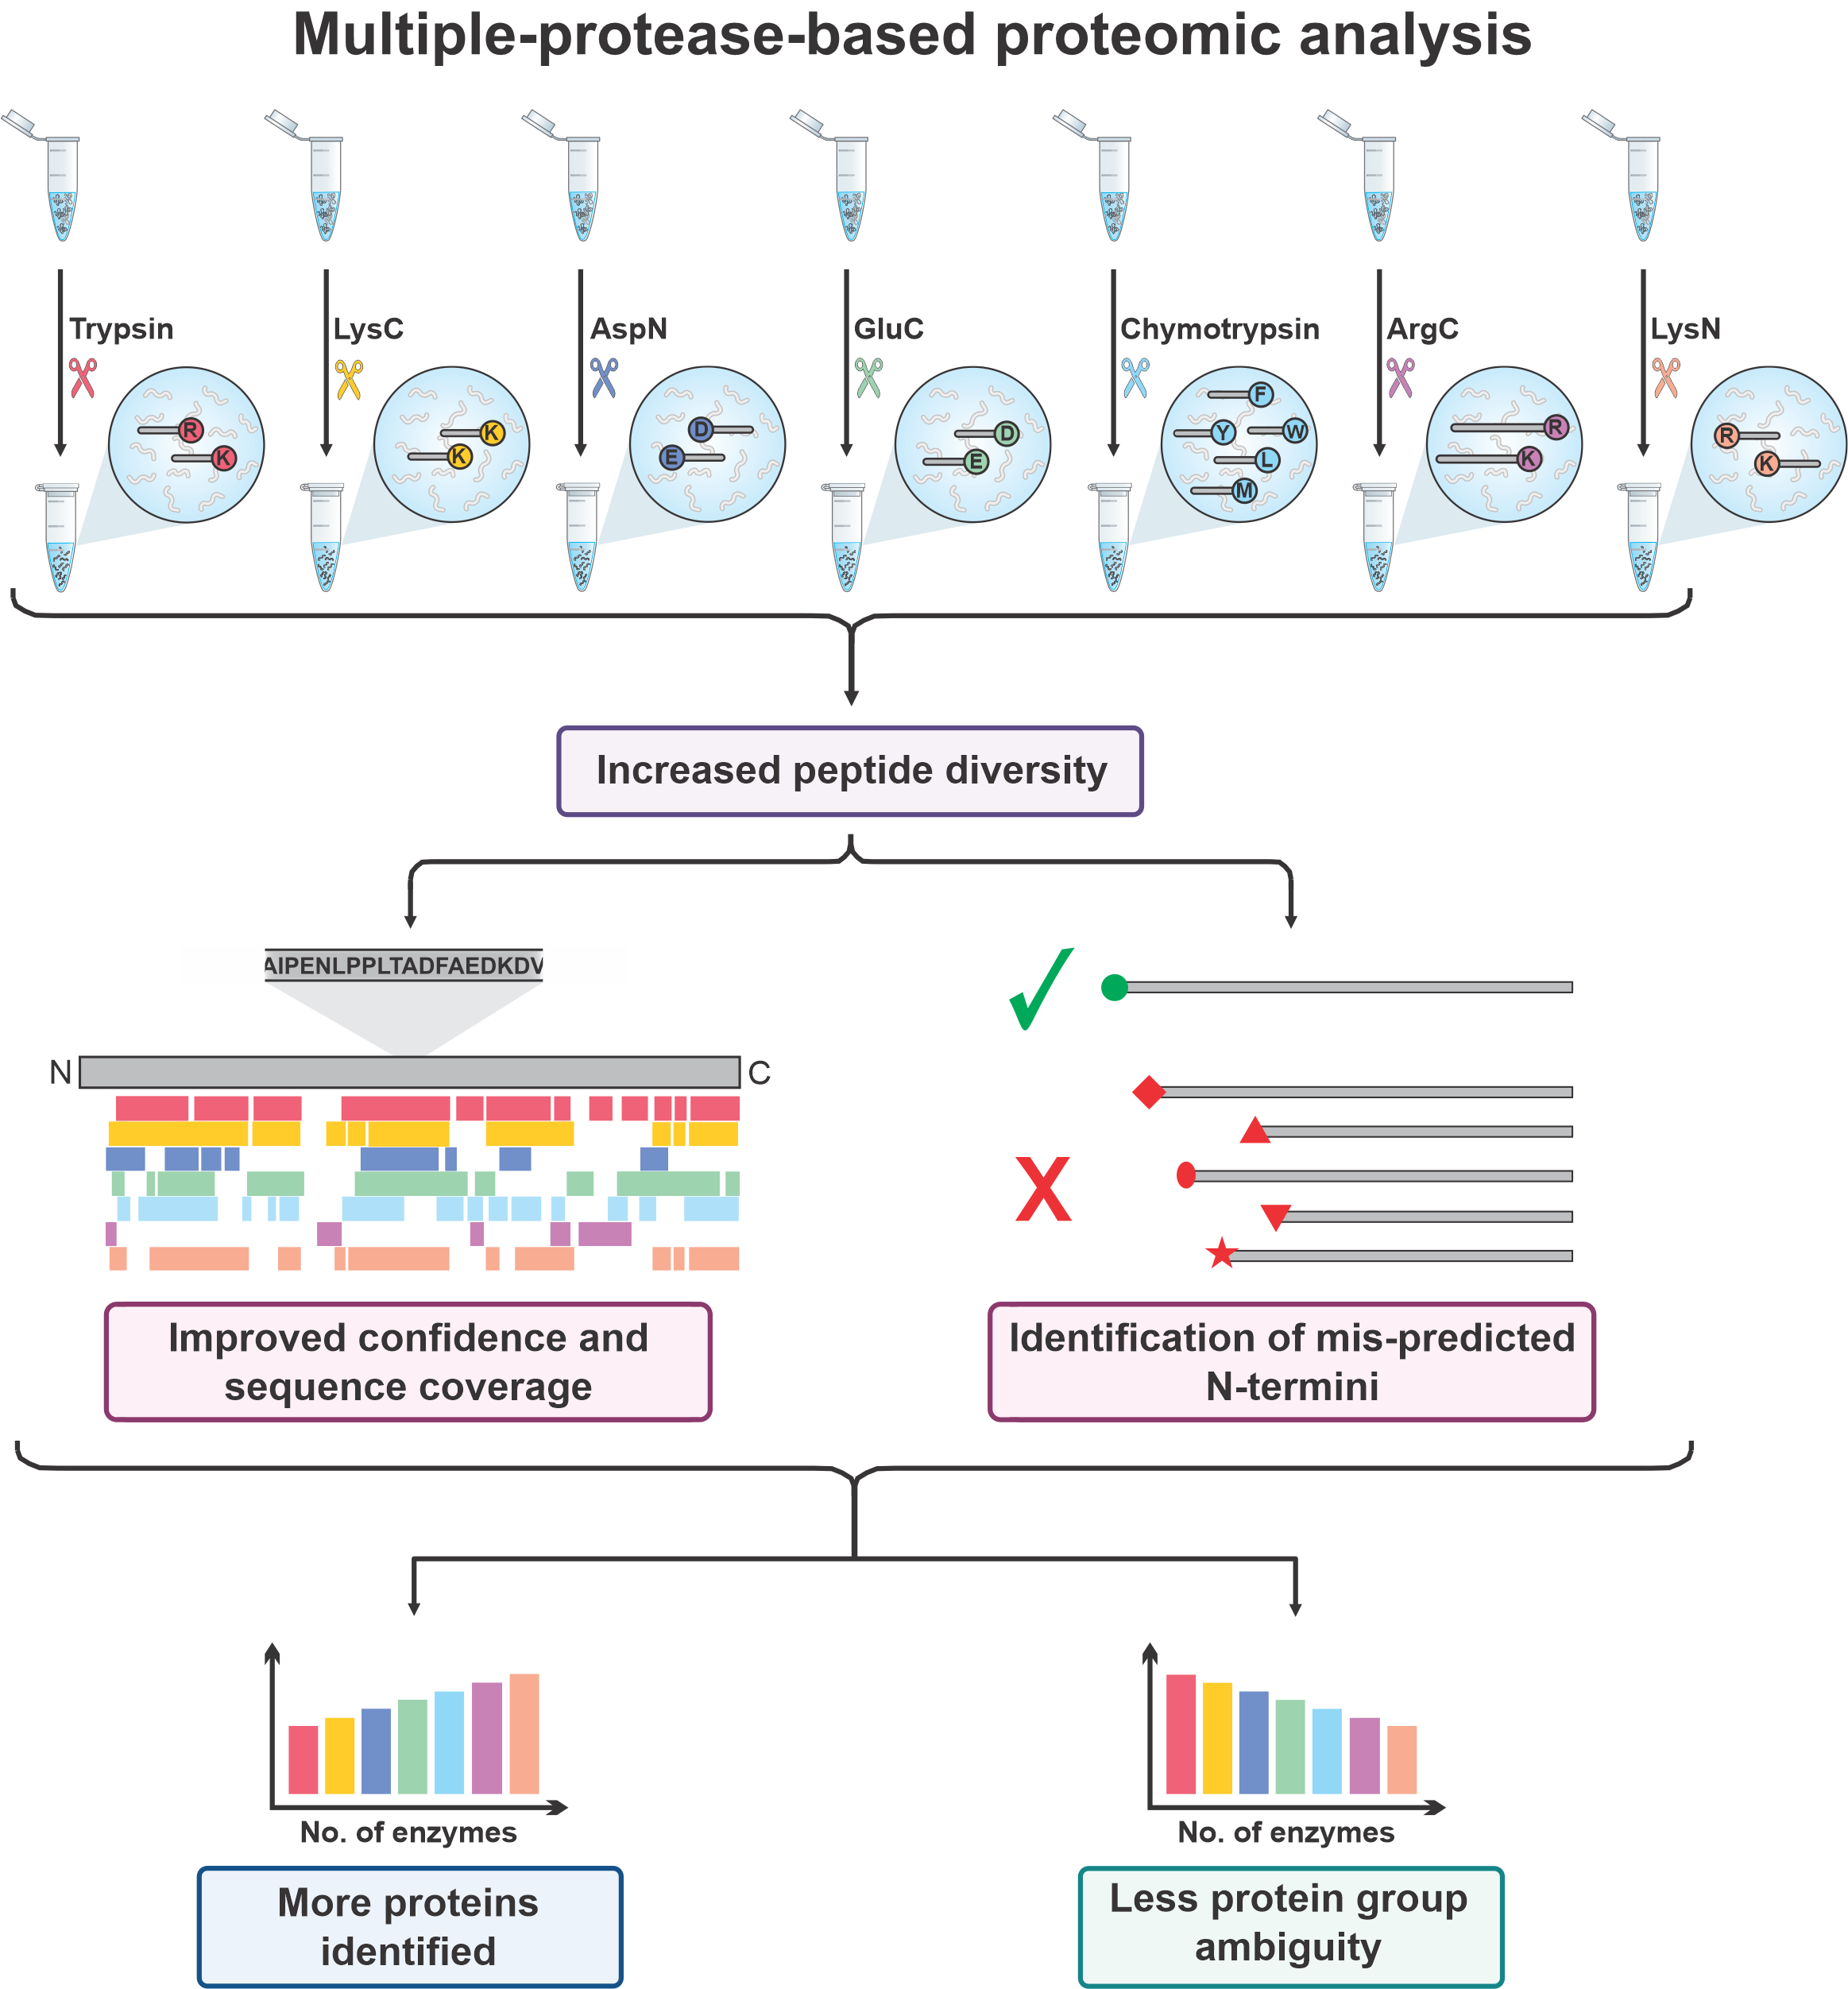 Multiple-protease-based proteomic analysis
Trypsin
LysC
AspN
GluC
Chymotrypsin
ArgC
LysN
R
K
K
K
D
E
D
E
F
Y
W
L
M
R
K
R
K
Increased peptide diversity
AIPENLPPLTADFAEDKDV
N
C
X
Improved confidence and
sequence coverage
Identification of mis-predicted
N-termini
No. of enzymes
No. of enzymes
More proteins
identified
Less protein group
ambiguity